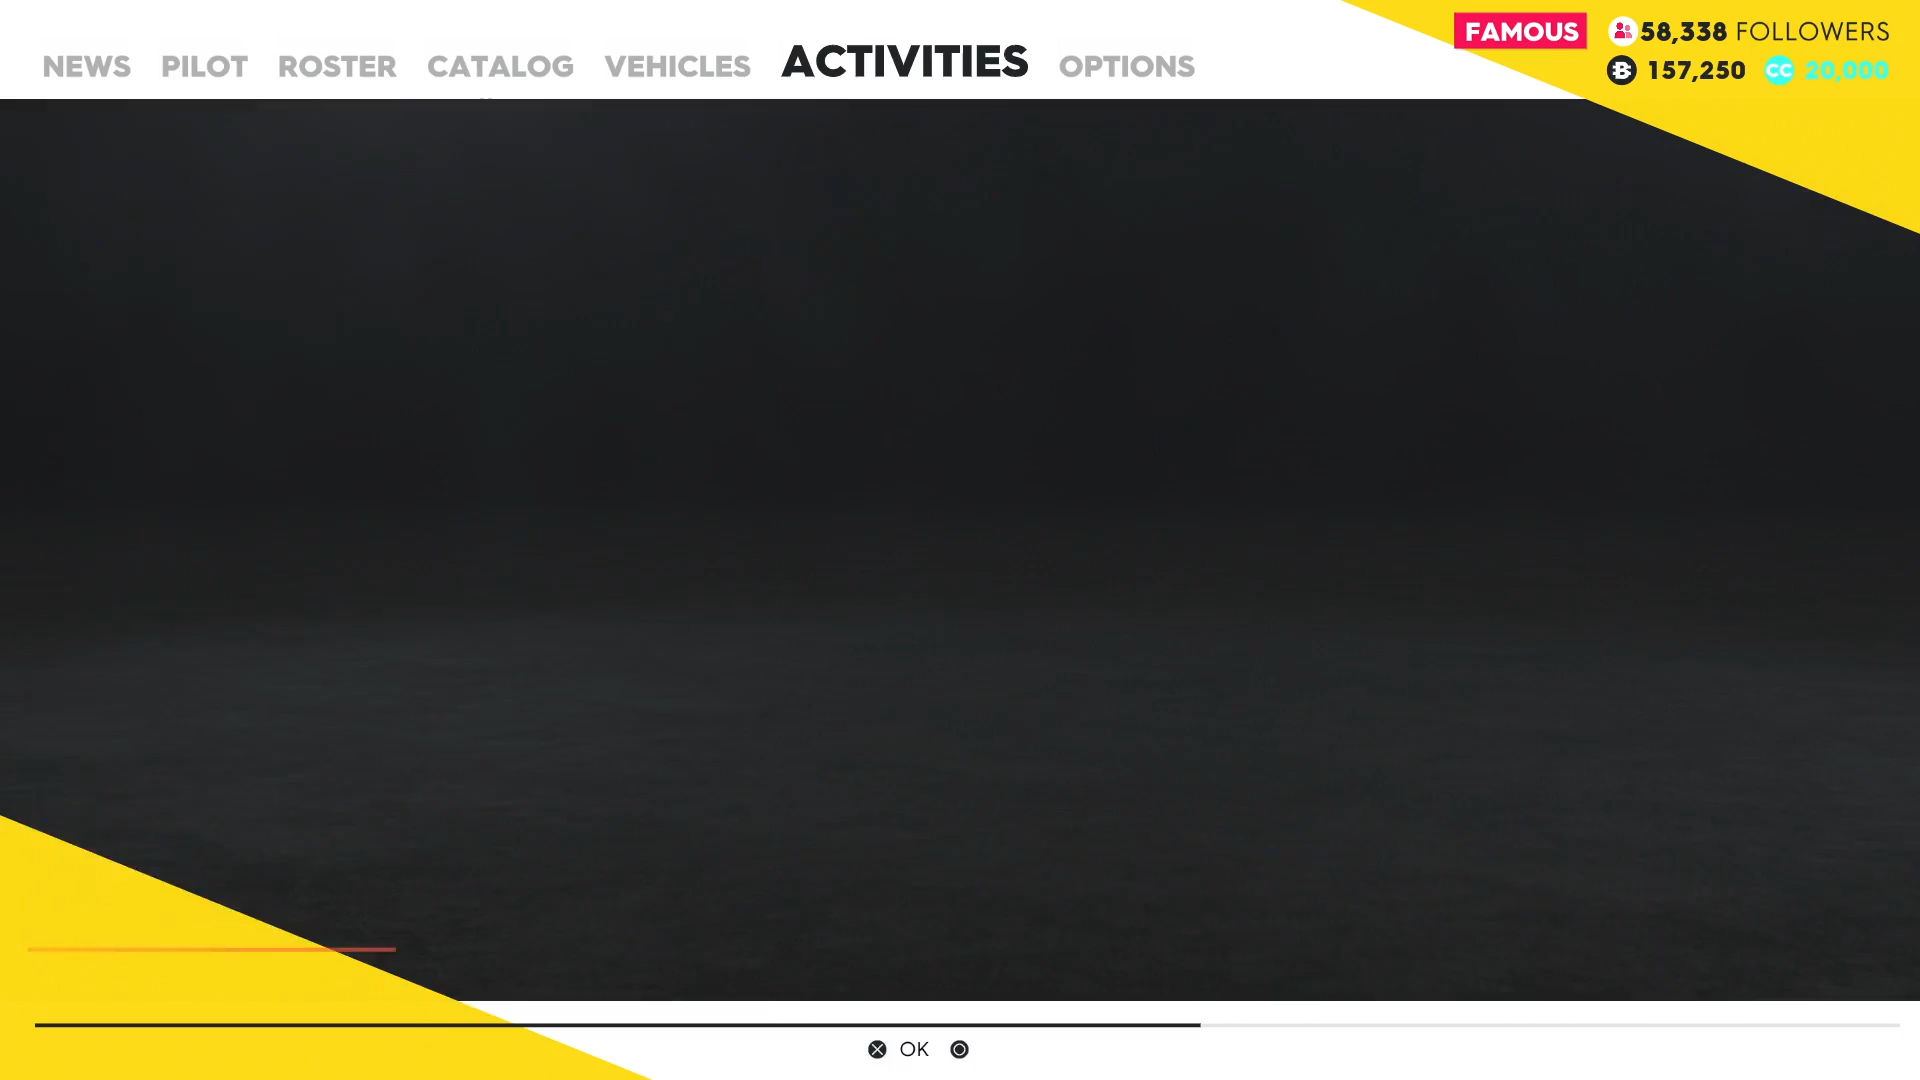 NEWS PILOT ROSTER CATALOG VEHICLES ACTIVITIES OPTIONS
FAMOUS 58,338 FOLLOWERS
157,250 CC 20,000
OK